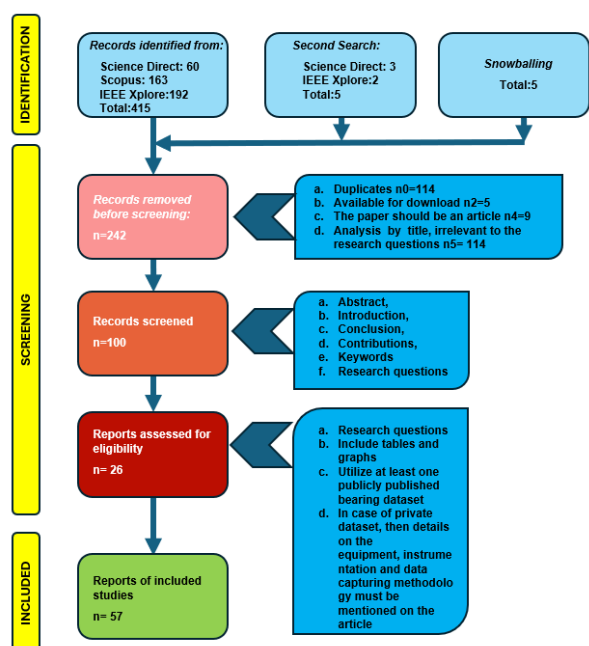 IDENTIFICATION
Records identified from:
Science Direct: 60
Scopus: 163
IEEE Xplore:192
Total:415
Second Search:
Science Direct: 3
IEEE Xplore:2
Total:5
Snowballing
Total:5
SCREENING
Records removed
before screening:
n=242
a. Duplicates n0=114
b. Available for download n2=5
c. The paper should be an article n4=9
d. Analysis by title, irrelevant to the
research questions n5= 114
Records screened
n=100
a. Abstract,
b. Introduction,
c. Conclusion,
d. Contributions,
e. Keywords
f. Research questions
Reports assessed for
eligibility
n= 26
a. Research questions
b. Include tables and
graphs
c. Utilize at least one
publicly published
bearing dataset
d. In case of private
dataset, then details
on the
equipment, instrume
ntation and data
capturing methodolo
gy must be
mentioned on the
article
INCLUDED
Reports of included
studies
n= 57